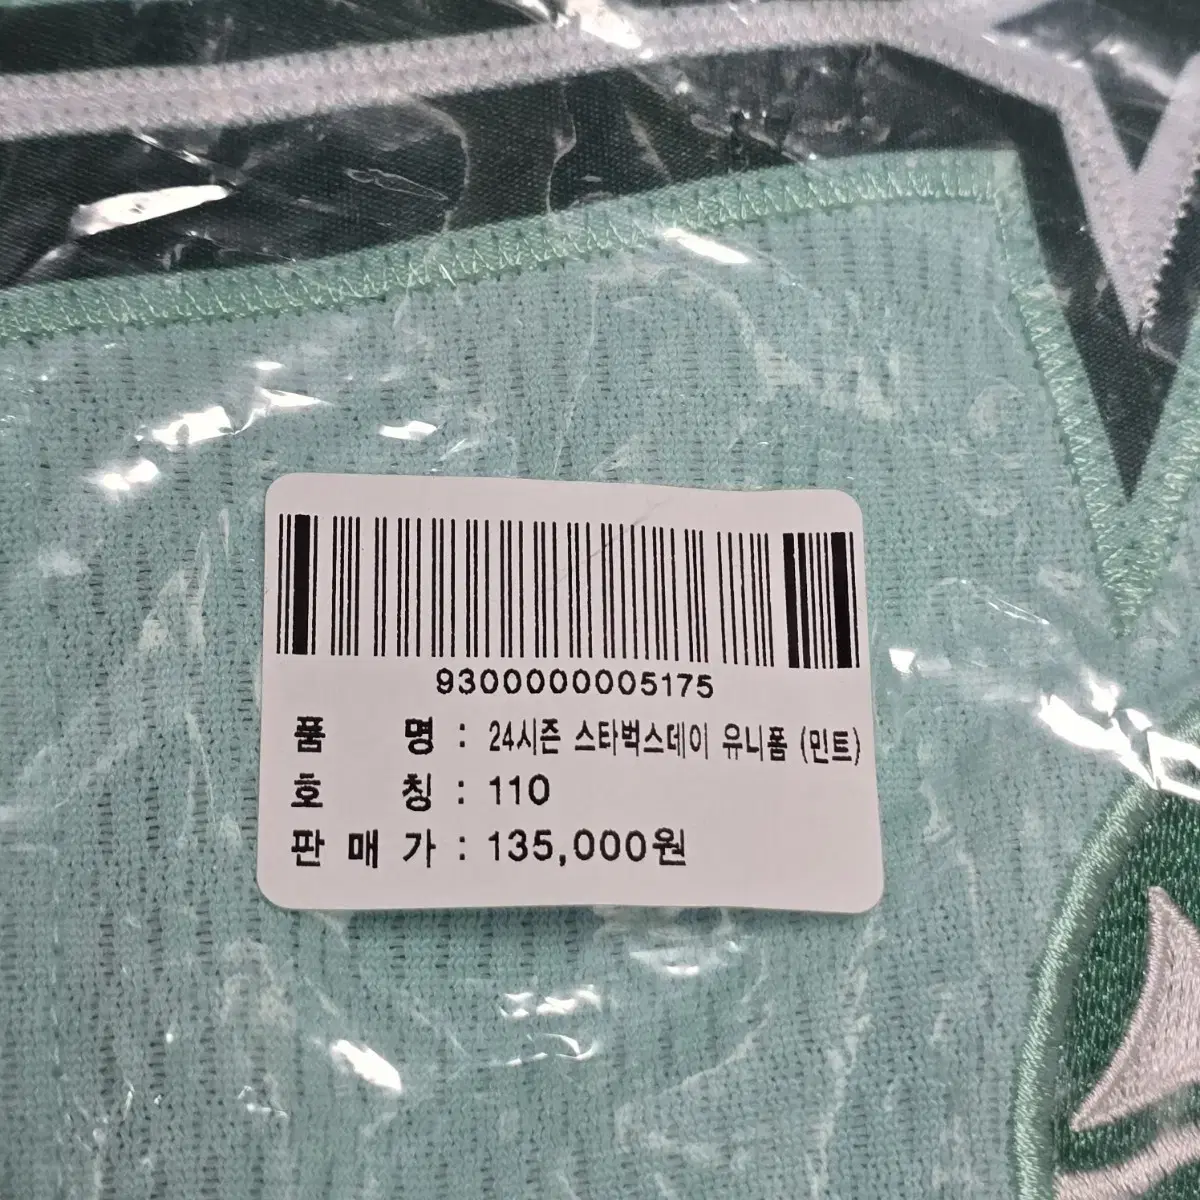 9300000005175
품 명 : 24시즌 스타벅스데이 유니폼 (민트)
호 칭 : 110
판 매 가 : 135,000원